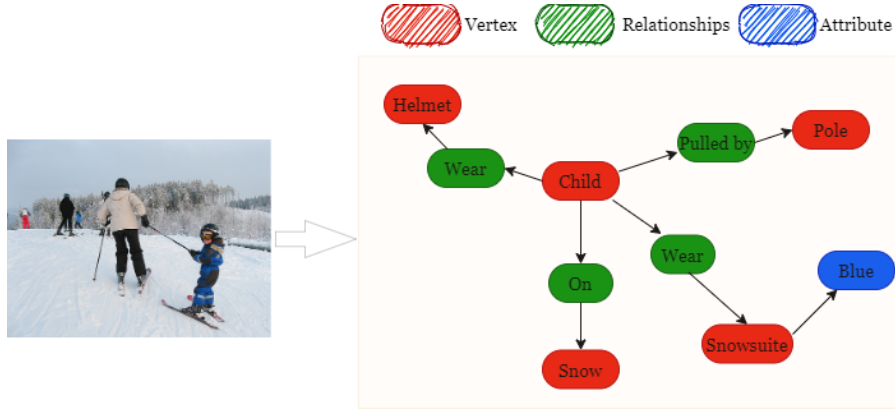 Vertex Relationships Attribute
Helmet
Pulled by Pole
Wear Child
Wear
On Blue
Snowsuite
Snow